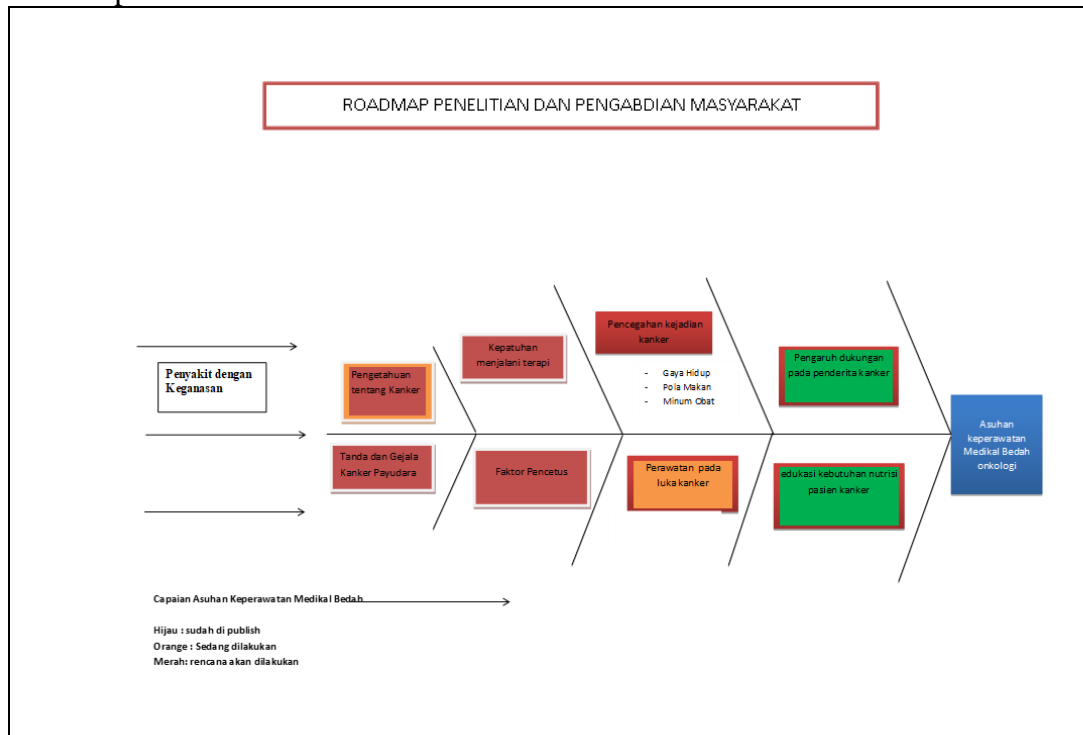 ROADMAP PENELITIAN DAN PENGABDIAN MASYARAKAT
Penyakit dengan
Keganasan
Pengetahuan
tentang Kanker
Kepatuhan
menjalani terapi
Pencegahan kejadian
kanker
- Gaya Hidup
- Pola Makan
- Minum Obat
Pengaruh dukungan
pada penderita kanker
Tanda dan Gejala
Kanker Payudara
Faktor Pencetus
Perawatan pada
luka kanker
edukasi kebutuhan nutrisi
pasien kanker
Asuhan
keperawatan
Medikal Bedah
onkologi
Capaian Asuhan Keperawatan Medikal Bedah
Hijau : sudah di publish
Orange : Sedang dilakukan
Merah: rencana akan dilakukan